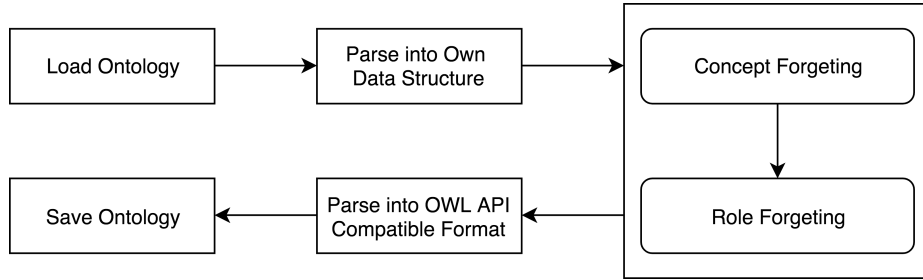 Load Ontology
Parse into Own
Data Structure
Concept Forgeting
Save Ontology
Parse into OWL API
Compatible Format
Role Forgeting